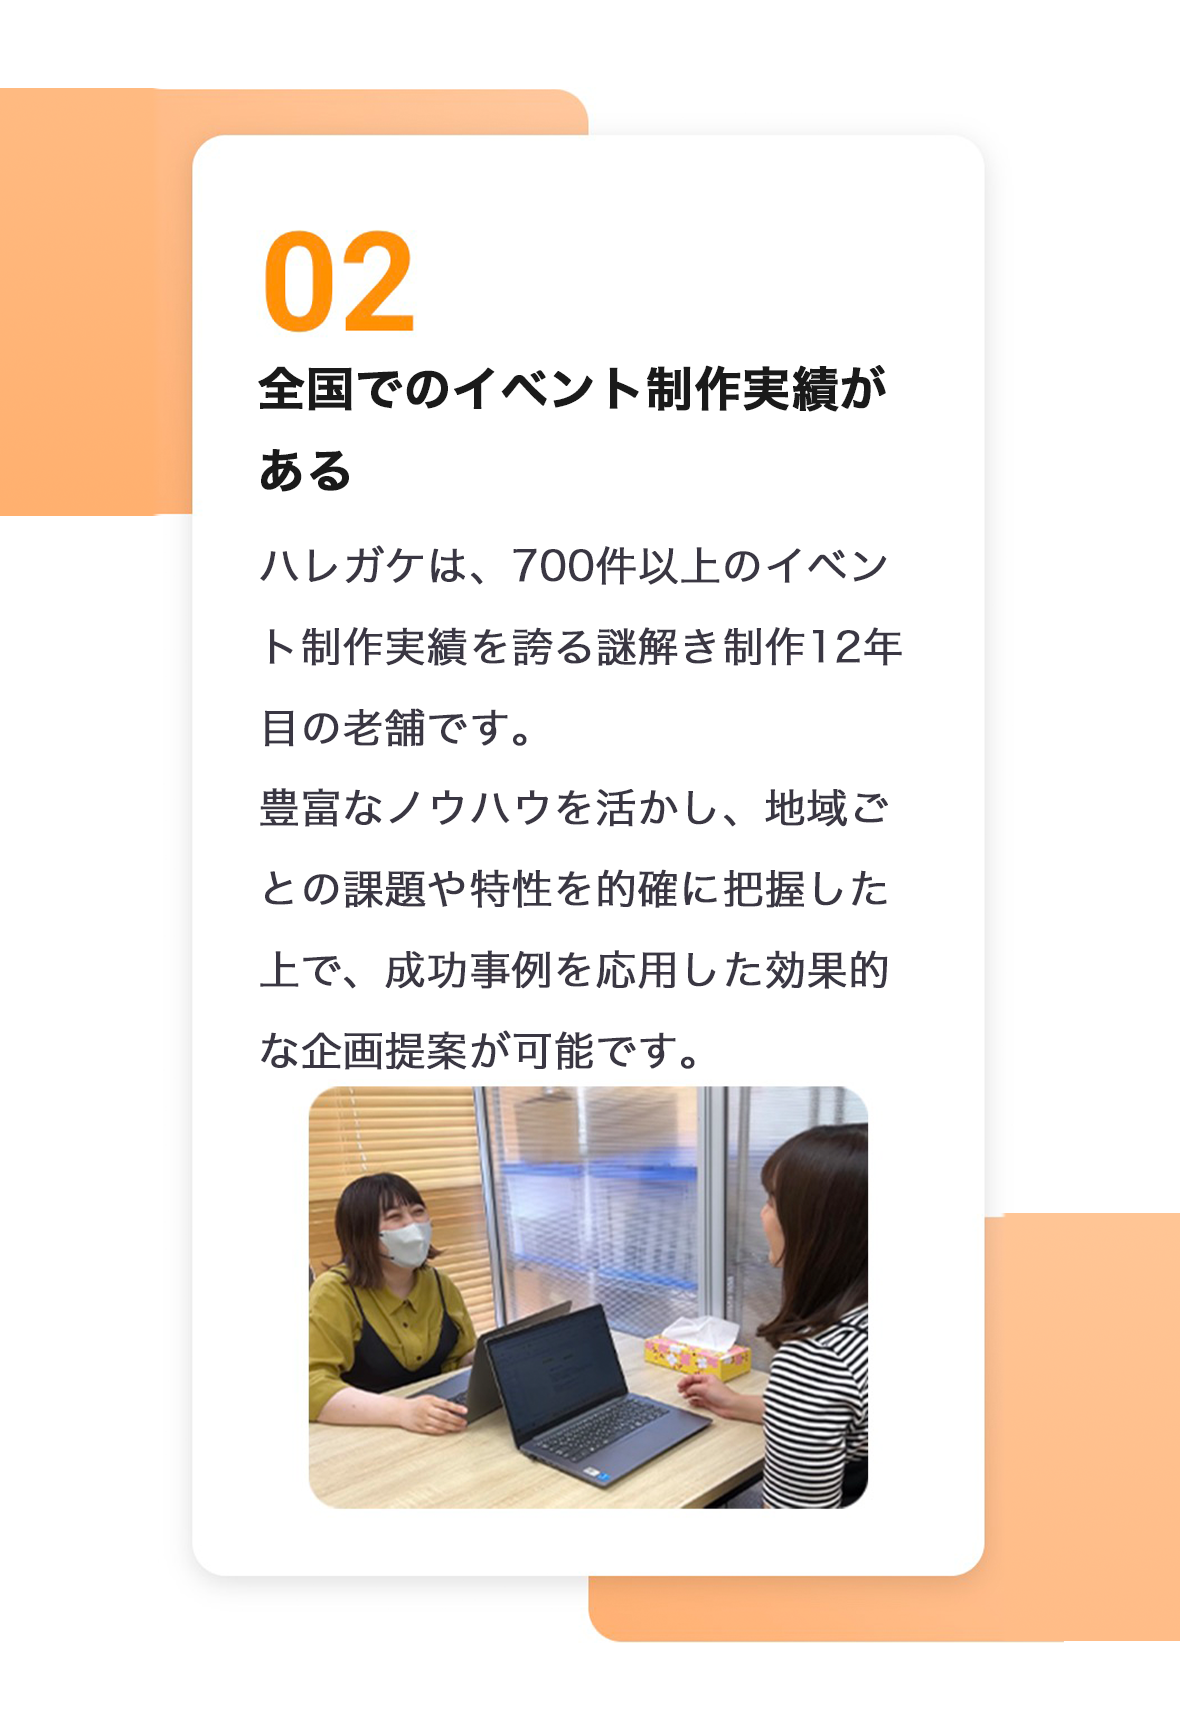 02
全国でのイベント制作実績が
ある
ハレガケは、700件以上のイベン
ト制作実績を誇る謎解き制作12年
目の老舗です。
豊富なノウハウを活かし、地域ご
との課題や特性を的確に把握した
上で、成功事例を応用した効果的
な企画提案が可能です。